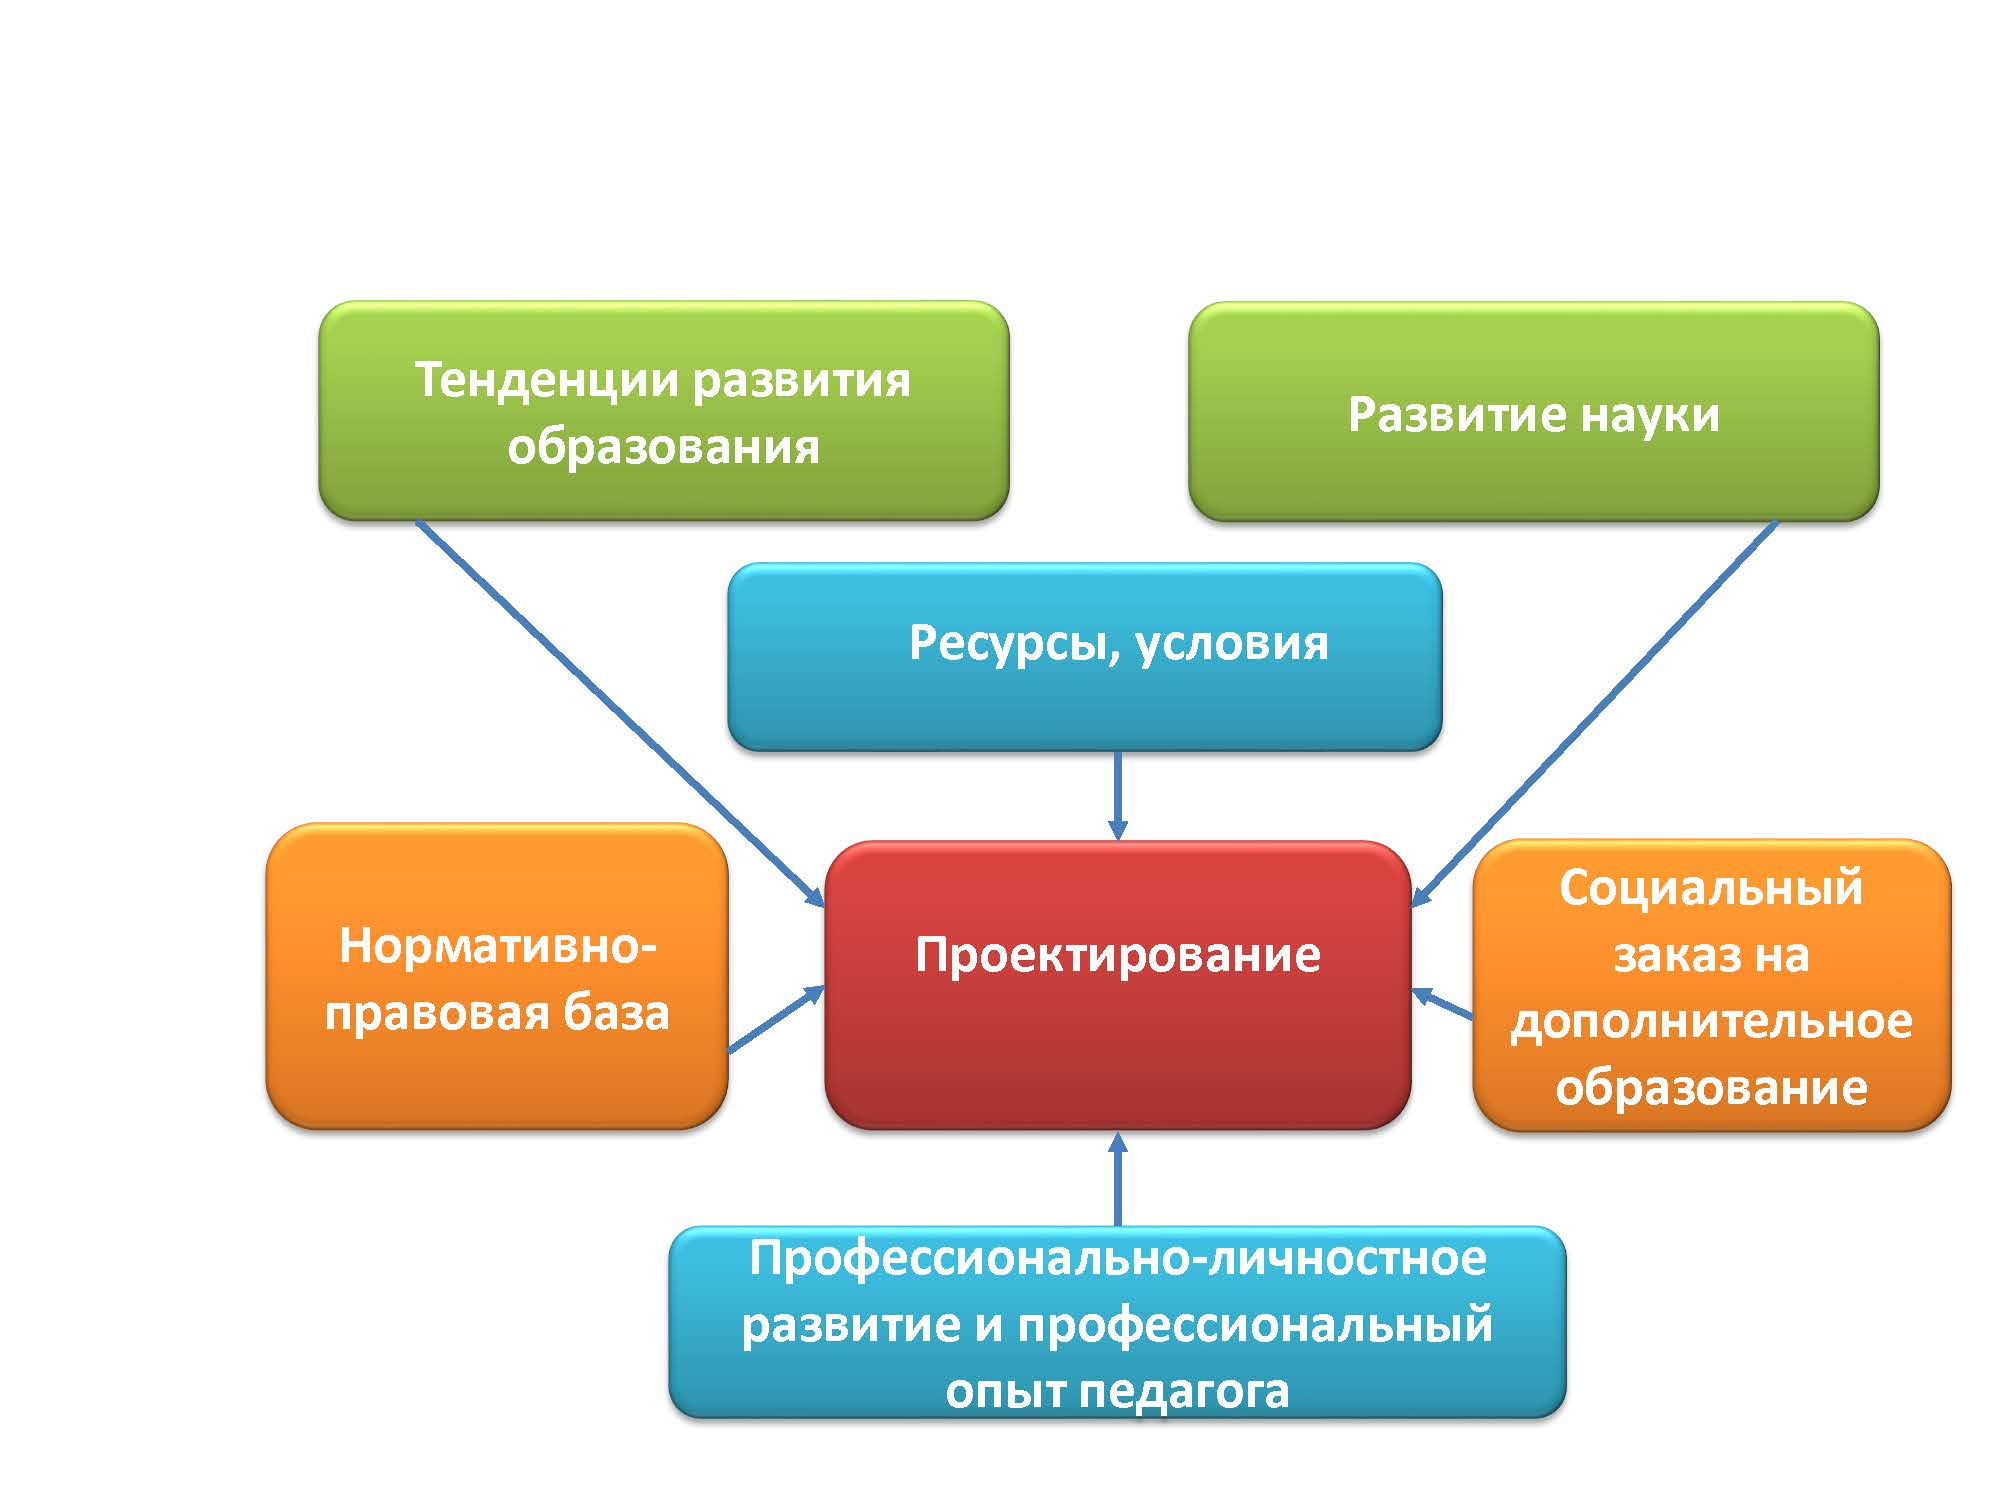 Тенденции развития
образования
Развитие науки
Ресурсы, условия
Нормативно-
правовая база
Проектирование
Социальный
заказ на
дополнительное
образование
Профессионально-личностное
развитие и профессиональный
опыт педагога